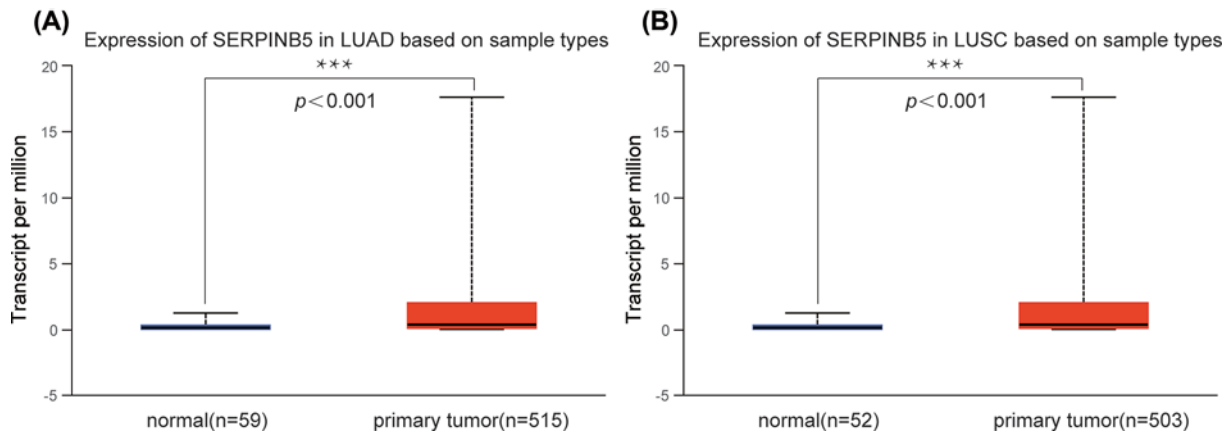 (A)
Expression of SERPINB5 in LUAD based on sample types
20
15
10
5
0
-5
Transcript per million
***
p<0.001
normal(n=59)
primary tumor(n=515)
(B)
Expression of SERPINB5 in LUSC based on sample types
20
15
10
5
0
-5
Transcript per million
***
p<0.001
normal(n=52)
primary tumor(n=503)